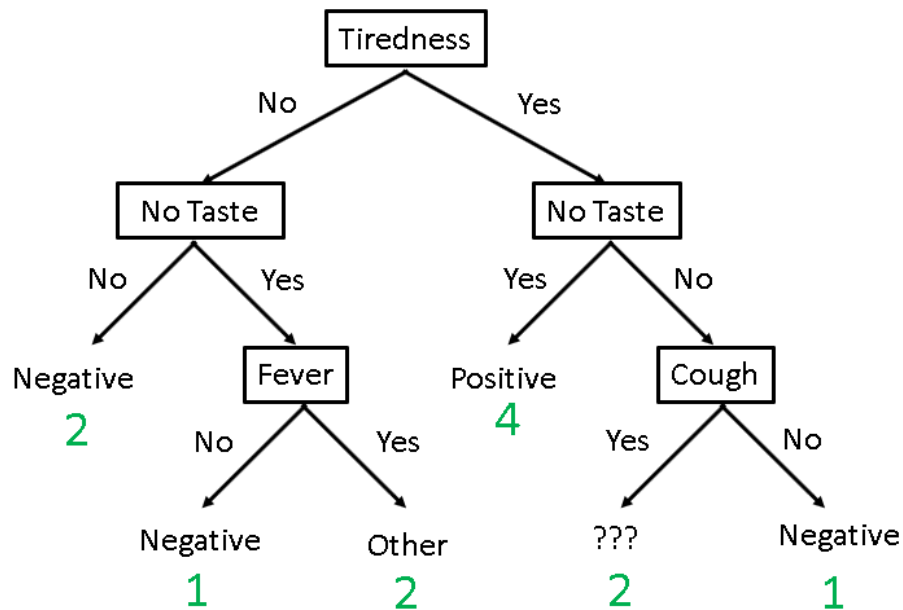 Tiredness
No Yes
No Taste No Taste
No Yes Yes No
Negative Fever Positive Cough
2 4
No Yes Yes No
Negative Other ??? Negative
1 2 2 1